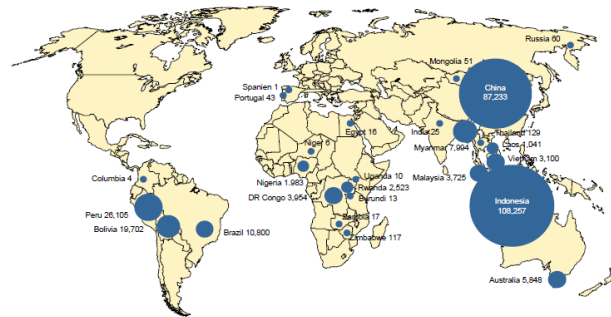 Russia 60
Mongolia 51
China
87,233
Spanien 1
Portugal 43
Egypt 16
India 25
Thailand 129
Laos 1,041
Myanmar 7,994
Vietnam 3,100
Niger 6
Columbia 4
Uganda 10
Malaysia 3,725
Nigeria 1.983
Rwanda 2,523
DR Congo 3,954
Burundi 13
Indonesia
108,257
Peru 26,105
Zambia 17
Bolivia 19,702
Brazil 10,800
Zimbabwe 117
Australia 5,848